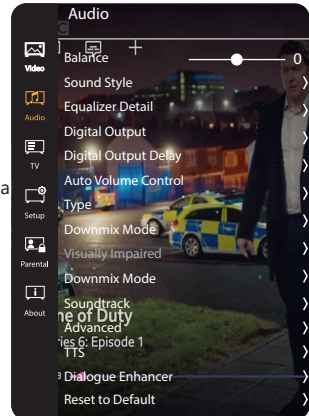 Audio
Video
Audio
TV
Setup
Parental
About
a
Balance 0
Sound Style
Equalizer Detail
Digital Output
Digital Output Delay
Auto Volume Control
Type
Downmix Mode
Visually Impaired
Downmix Mode
Soundtrack
ne of Duty
Advanced
ies 6: Episode 1
TTS
Dialogue Enhancer
Reset to Default